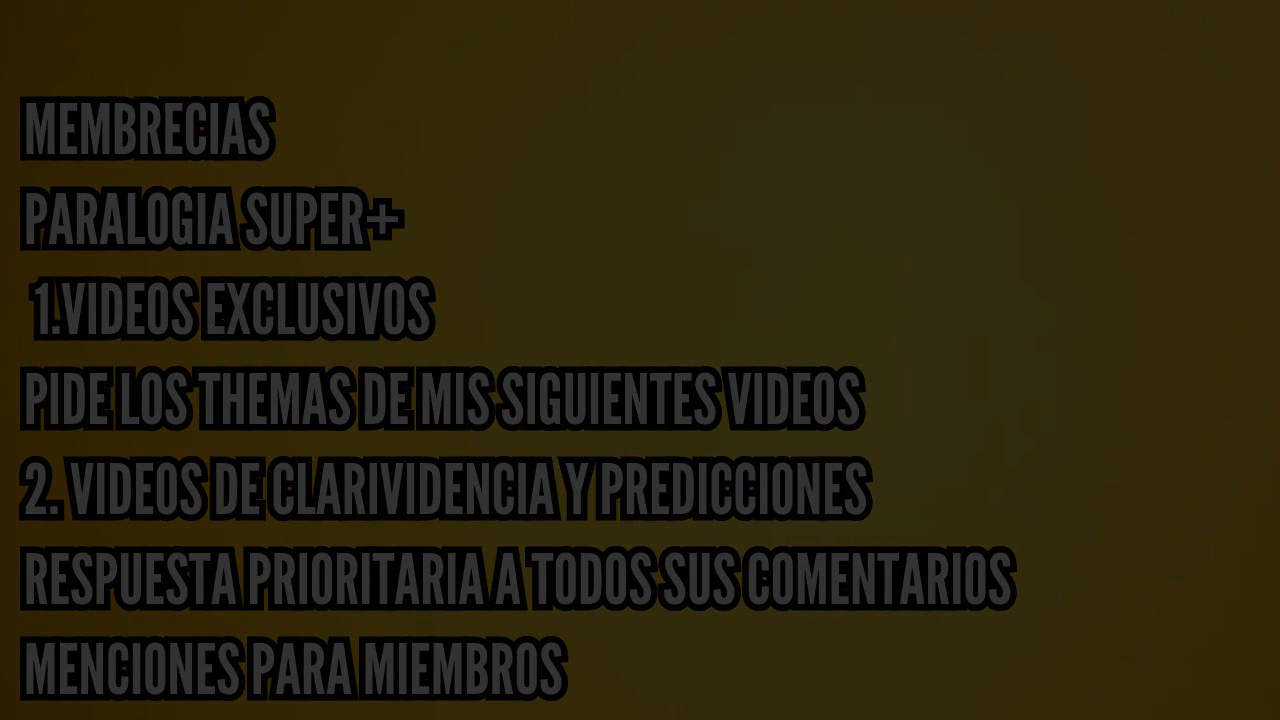 MEMBRECIAS
PARALOGIA SUPER+
1.VIDEOS EXCLUSIVOS
PIDE LOS THEMAS DE MIS SIGUIENTES VIDEOS
2. VIDEOS DE CLARIVIDENCIA Y PREDICCIONES
RESPUESTA PRIORITARIA A TODOS SUS COMENTARIOS
MENCIONES PARA MIEMBROS